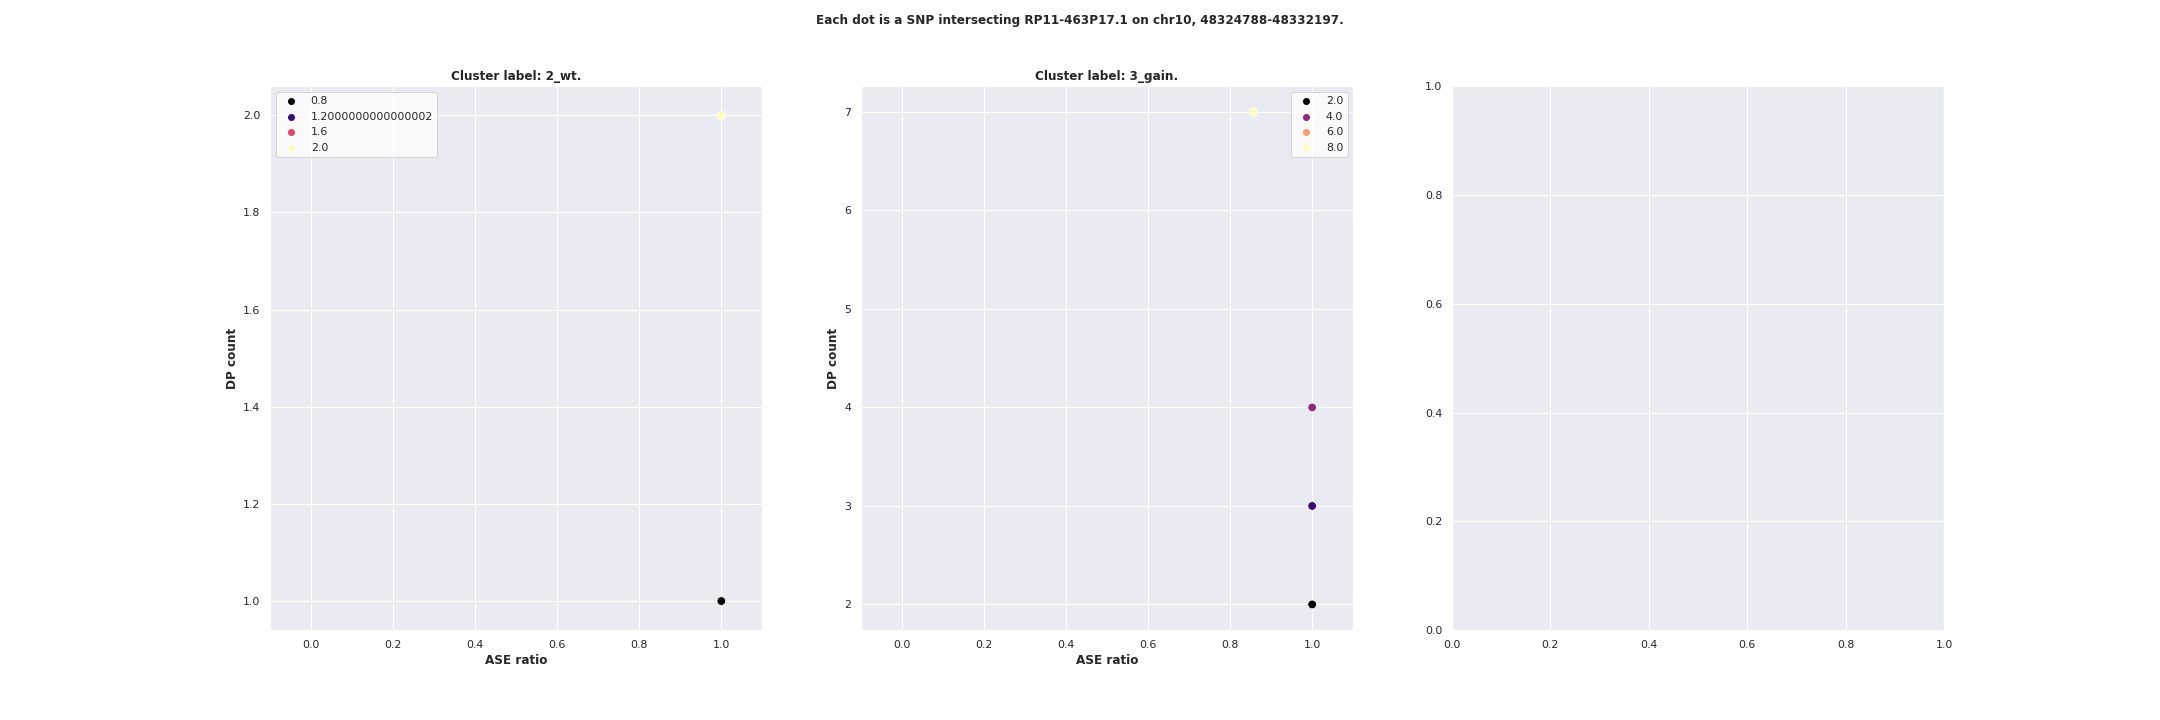 Each dot is a SNP intersecting RP11-463P17.1 on chr10, 48324788-48332197.
Cluster label: 2_wt.
0.8
1.2000000000000002
1.6
2.0
2.0
1.8
1.6
1.4
1.2
1.0
DP count
0.0 0.2 0.4 0.6 0.8 1.0
ASE ratio
Cluster label: 3_gain.
2.0
4.0
6.0
8.0
7
6
5
4
3
2
DP count
0.0 0.2 0.4 0.6 0.8 1.0
ASE ratio
1.0
0.8
0.6
0.4
0.2
0.0
0.0 0.2 0.4 0.6 0.8 1.0